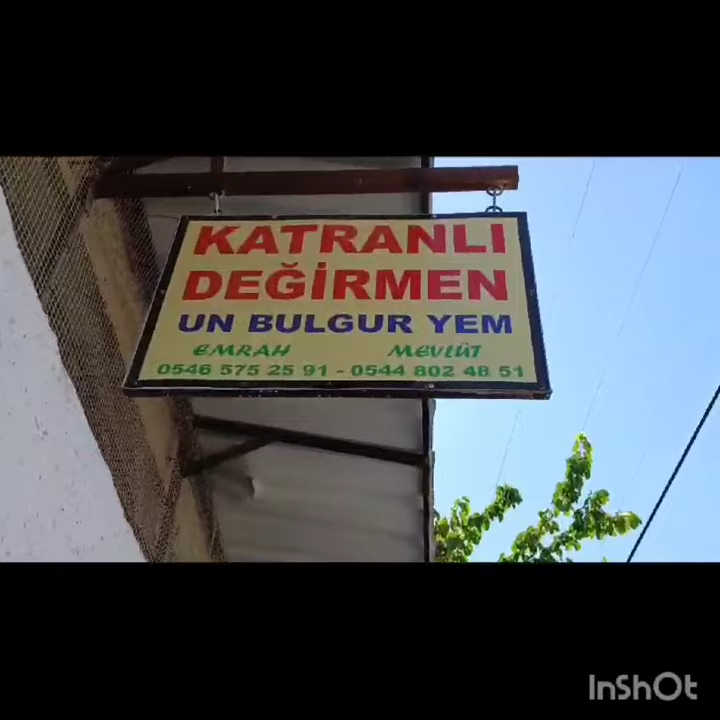 KATRANLI
DEĞİRMEN
UN BULGUR YEM
EMRAH MEVLÜT
0546 575 25 91 - 0544 802 48 51
InShOt